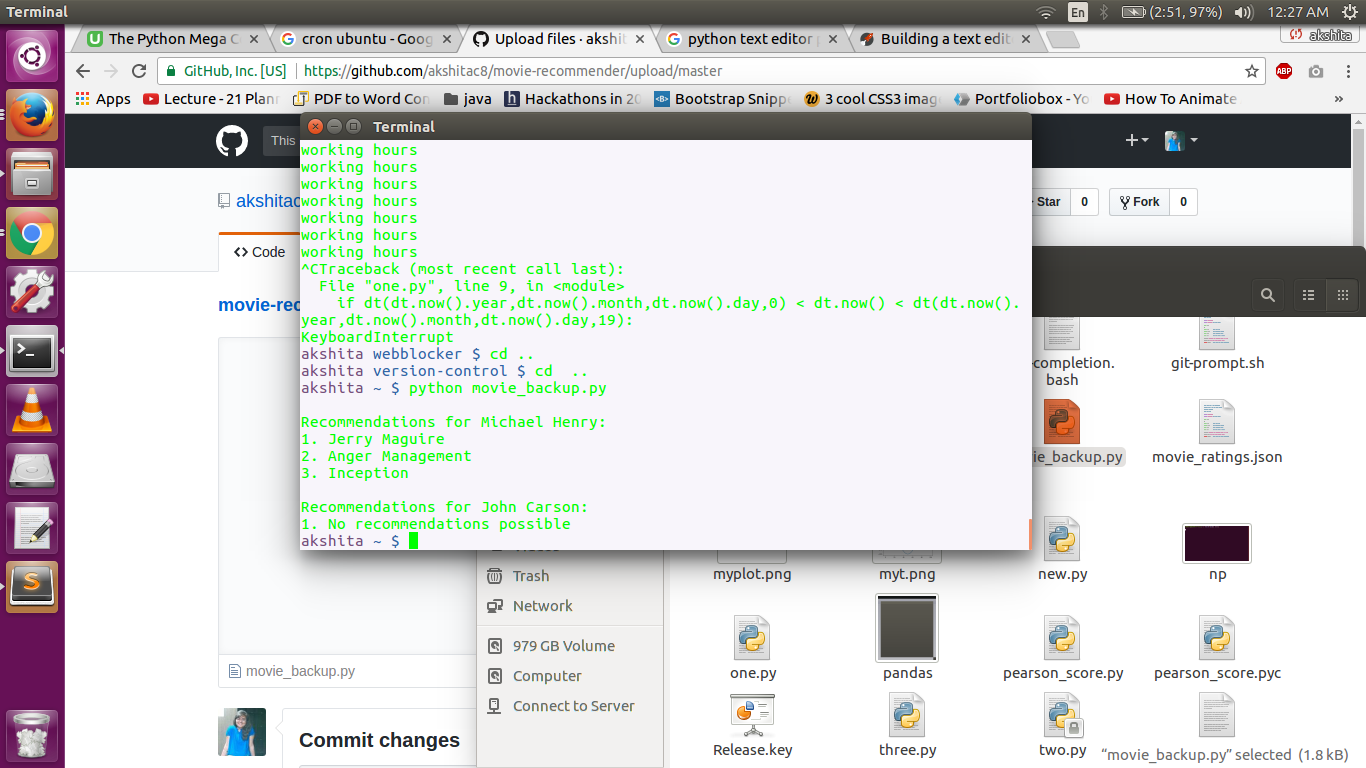 Terminal
En
(2:51, 97%)
12:27 AM
The Python Mega C
cron ubuntu - Goog
Upload files · akshit
python text editor
Building a text edit
akshita
GitHub, Inc. [US]
https://github.com/akshitac8/movie-recommender/upload/master
ABP
Apps
Lecture - 21 Plann
PDF to Word Con
java
Hackathons in 20
Bootstrap Snippe
3 cool CSS3 imag
Portfoliobox - Yo
How To Animate
»
This
Terminal
akshitac
Star
0
Fork
0
Code
movie-rec
working hours
working hours
working hours
working hours
working hours
working hours
working hours
^CTraceback (most recent call last):
File "one.py", line 9, in <module>
if dt(dt.now().year,dt.now().month,dt.now().day,0) < dt.now() < dt(dt.now().
year,dt.now().month,dt.now().day,19):
KeyboardInterrupt
akshita webblocker $ cd ..
akshita version-control $ cd  ..
akshita ~ $ python movie_backup.py
Recommendations for Michael Henry:
1. Jerry Maguire
2. Anger Management
3. Inception
Recommendations for John Carson:
1. No recommendations possible
akshita ~ $
-completion.
bash
git-prompt.sh
ie_backup.py
movie_ratings.json
Trash
Network
979 GB Volume
Computer
Connect to Server
myplot.png
myt.png
new.py
np
one.py
pandas
pearson_score.py
pearson_score.pyc
Release.key
three.py
two.py
"movie_backup.py" selected (1.8 kB)
movie_backup.py
Commit changes